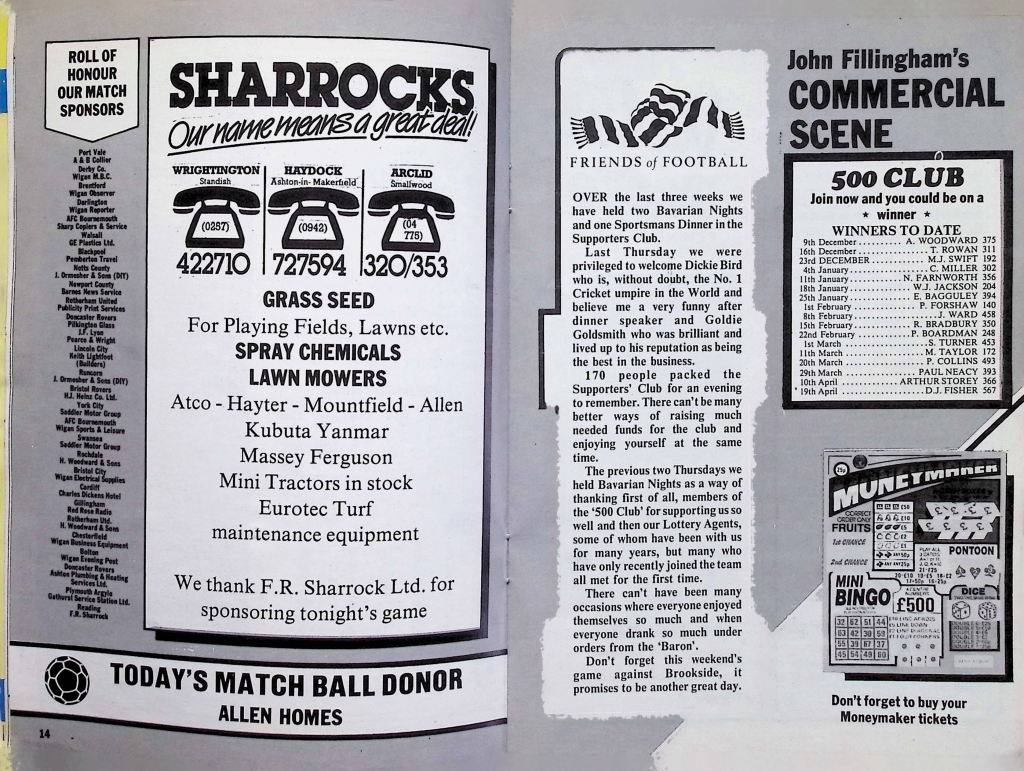 ROLL OF
HONOUR
OUR MATCH
SPONSORS
Port Vale
A & B Collier
Derby Co.
Wigan M.B.C.
Brentford
Wigan Observer
Darlington
Wigan Reporter
AFC Bournemouth
Sharp Copiers & Service
Walsall
GE Plastics Ltd.
Blackpool
Pemberton Travel
Notts County
J. Ormesher & Sons (DIY)
Newport County
Barnes News Service
Rotherham United
Publicity Print Services
Doncaster Rovers
Pilkington Glass
J.F. Lyon
Pearce & Wright
Lincoln City
Keith Lightfoot
(Builders)
Runcorn
J. Ormesher & Sons (DIY)
Bristol Rovers
H.J. Heinz Co. Ltd.
York City
Saddler Motor Group
AFC Bournemouth
Wigan Sports & Leisure
Swansea
Saddler Motor Group
Rochdale
H. Woodward & Sons
Bristol City
Wigan Electrical Supplies
Cardiff
Charles Dickens Hotel
Gillingham
Red Rose Radio
Rotherham Utd.
H. Woodward & Sons
Chesterfield
Wigan Business Equipment
Bolton
Wigan Evening Post
Doncaster Rovers
Ashton Plumbing & Heating
Services Ltd.
Plymouth Argyle
Gathurst Service Station Ltd.
Reading
F.R. Sharrock
SHARROCKS
Our name means a great deal!
WRIGHTINGTON HAYDOCK ARCLID
Standish Ashton-in-Makerfield Smallwood
(0257) (0942) (04
775)
422710 727594 320/353
GRASS SEED
For Playing Fields, Lawns etc.
SPRAY CHEMICALS
LAWN MOWERS
Atco - Hayter - Mountfield - Allen
Kubuta Yanmar
Massey Ferguson
Mini Tractors in stock
Eurotec Turf
maintenance equipment
We thank F.R. Sharrock Ltd. for
sponsoring tonight's game
TODAY'S MATCH BALL DONOR
ALLEN HOMES
14
FRIENDS of FOOTBALL
OVER the last three weeks we
have held two Bavarian Nights
and one Sportsmans Dinner in the
Supporters Club.
Last Thursday we were
privileged to welcome Dickie Bird
who is, without doubt, the No. 1
Cricket umpire in the World and
believe me a very funny after
dinner speaker and Goldie
Goldsmith who was brilliant and
lived up to his reputation as being
the best in the business.
170 people packed the
Supporters' Club for an evening
to remember. There can't be many
better ways of raising much
needed funds for the club and
enjoying yourself at the same
time.
The previous two Thursdays we
held Bavarian Nights as a way of
thanking first of all, members of
the '500 Club' for supporting us so
well and then our Lottery Agents,
some of whom have been with us
for many years, but many who
have only recently joined the team
all met for the first time.
There can't have been many
occasions where everyone enjoyed
themselves so much and when
everyone drank so much under
orders from the 'Baron'.
Don't forget this weekend's
game against Brookside, it
promises to be another great day.
John Fillingham's
COMMERCIAL
SCENE
500 CLUB
Join now and you could be on a
★ winner ★
WINNERS TO DATE
9th December .......... A. WOODWARD 375
16th December .......... T. ROWAN 311
23rd DECEMBER .......... M.J. SWIFT 192
4th January .......... C. MILLER 302
11th January .......... N. FARNWORTH 356
18th January .......... W.J. JACKSON 204
25th January .......... E. BAGGULEY 394
1st February .......... P. FORSHAW 140
8th February .......... J. WARD 458
15th February .......... R. BRADBURY 350
22nd February .......... P. BOARDMAN 248
1st March .......... S. TURNER 453
11th March .......... M. TAYLOR 172
20th March .......... P. COLLINS 493
29th March .......... PAUL NEACY 393
10th April .......... ARTHUR STOREY 366
19th April .......... D.J. FISHER 567
25p
MONEYMAKER
CORRECT
ORDER ONLY
FRUITS
1st CHANCE
2nd CHANCE
PONTOON
MINI
BINGO
£500
DICE
32 62 51 44
63 42 30 59
55 39 67 37
45 54 49 60
Don't forget to buy your
Moneymaker tickets